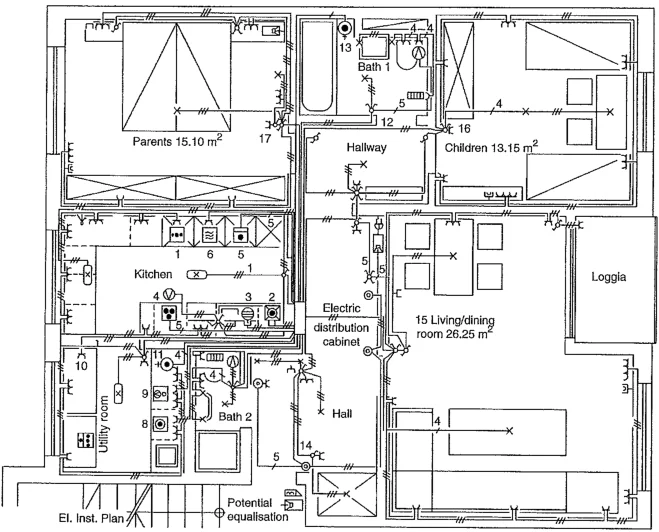 4 4
13
Bath 1
5
12
17
Parents 15.10 m²
4
16
Hallway
Children 13.15 m²
5
1 6 5
Kitchen
1
5
5
Loggia
4
3 2
5
Electric
distribution
cabinet
15 Living/dining
room 26.25 m²
1
10
11
4
4
9
8
Utility room
Bath 2
Hall
4
14
5
El. Inst. Plan
Potential
equalisation